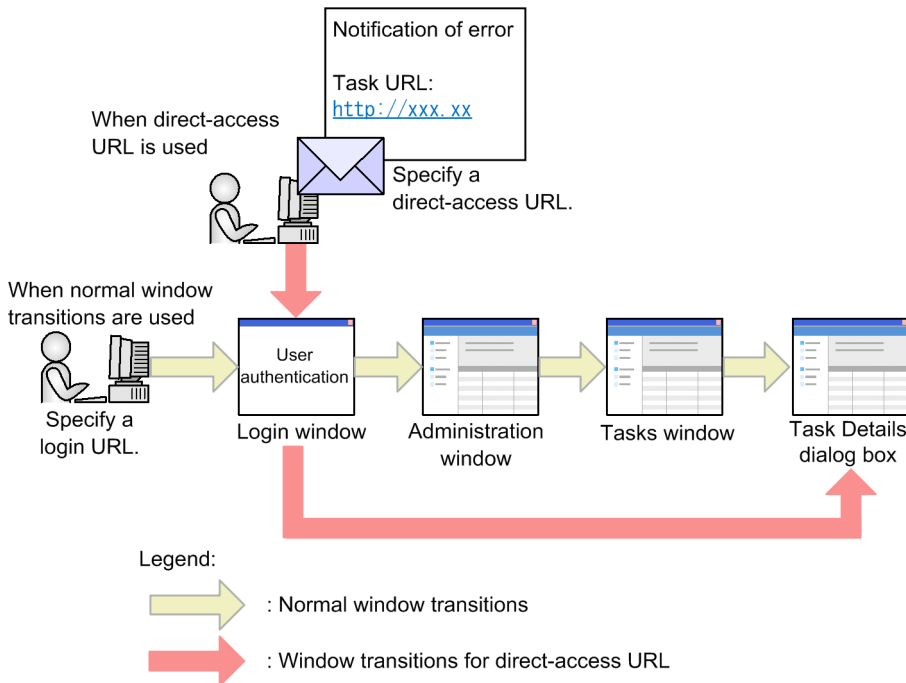 Notification of error
Task URL:
http://xxx.xx
When direct-access
URL is used
Specify a
direct-access URL.
When normal window
transitions are used
Specify a
login URL.
User
authentication
Login window
Administration
window
Tasks window
Task Details
dialog box
Legend:
: Normal window transitions
: Window transitions for direct-access URL